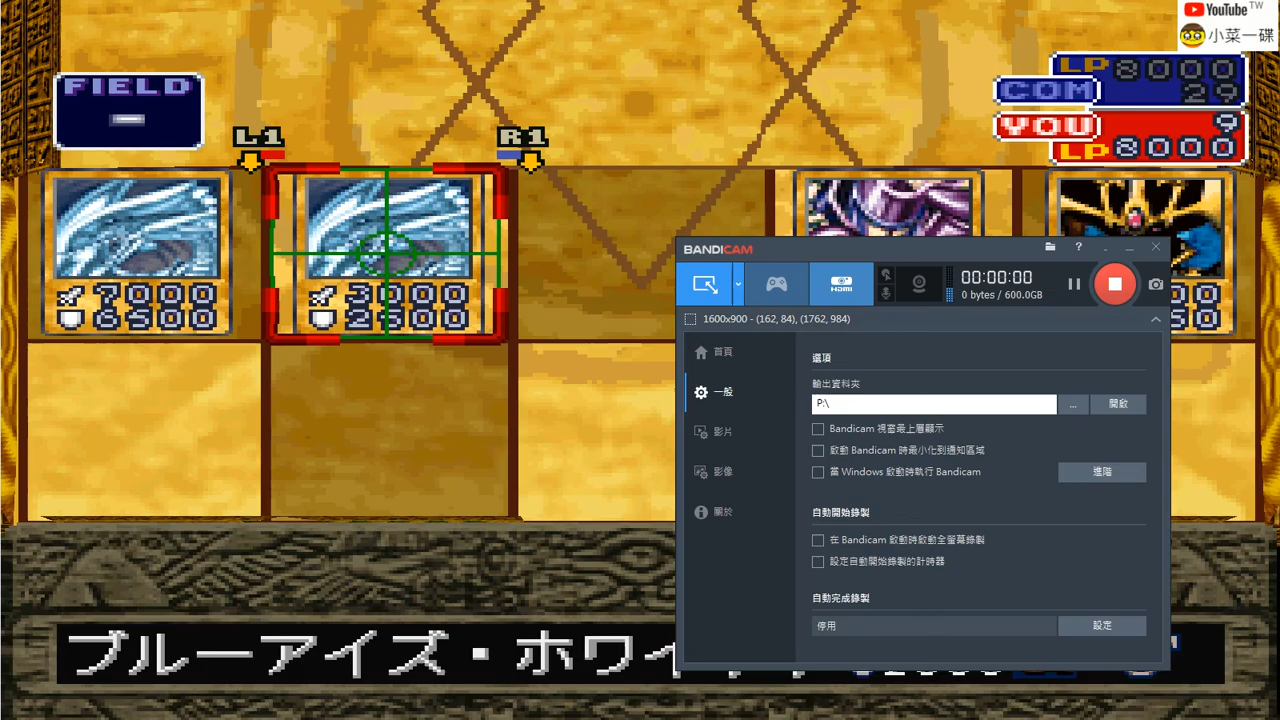 YouTube TW
小菜一碟
FIELD
L1
R1
LP 8000
COM 29
YOU 9
LP 8000
7000
6500
3000
2500
BANDICAM
?
HDMI
00:00:00
0 bytes / 600.0GB
1600x900 - (162, 84), (1762, 984)
首頁
一般
影片
影像
關於
選項
輸出資料夾
P:\
...
開啟
Bandicam 視窗最上層顯示
啟動 Bandicam 時最小化到通知區域
當 Windows 啟動時執行 Bandicam
進階
自動開始錄製
在 Bandicam 啟動時啟動全螢幕錄製
設定自動開始錄製的計時器
自動完成錄製
停用
設定
ブルーアイズ・ホワイ